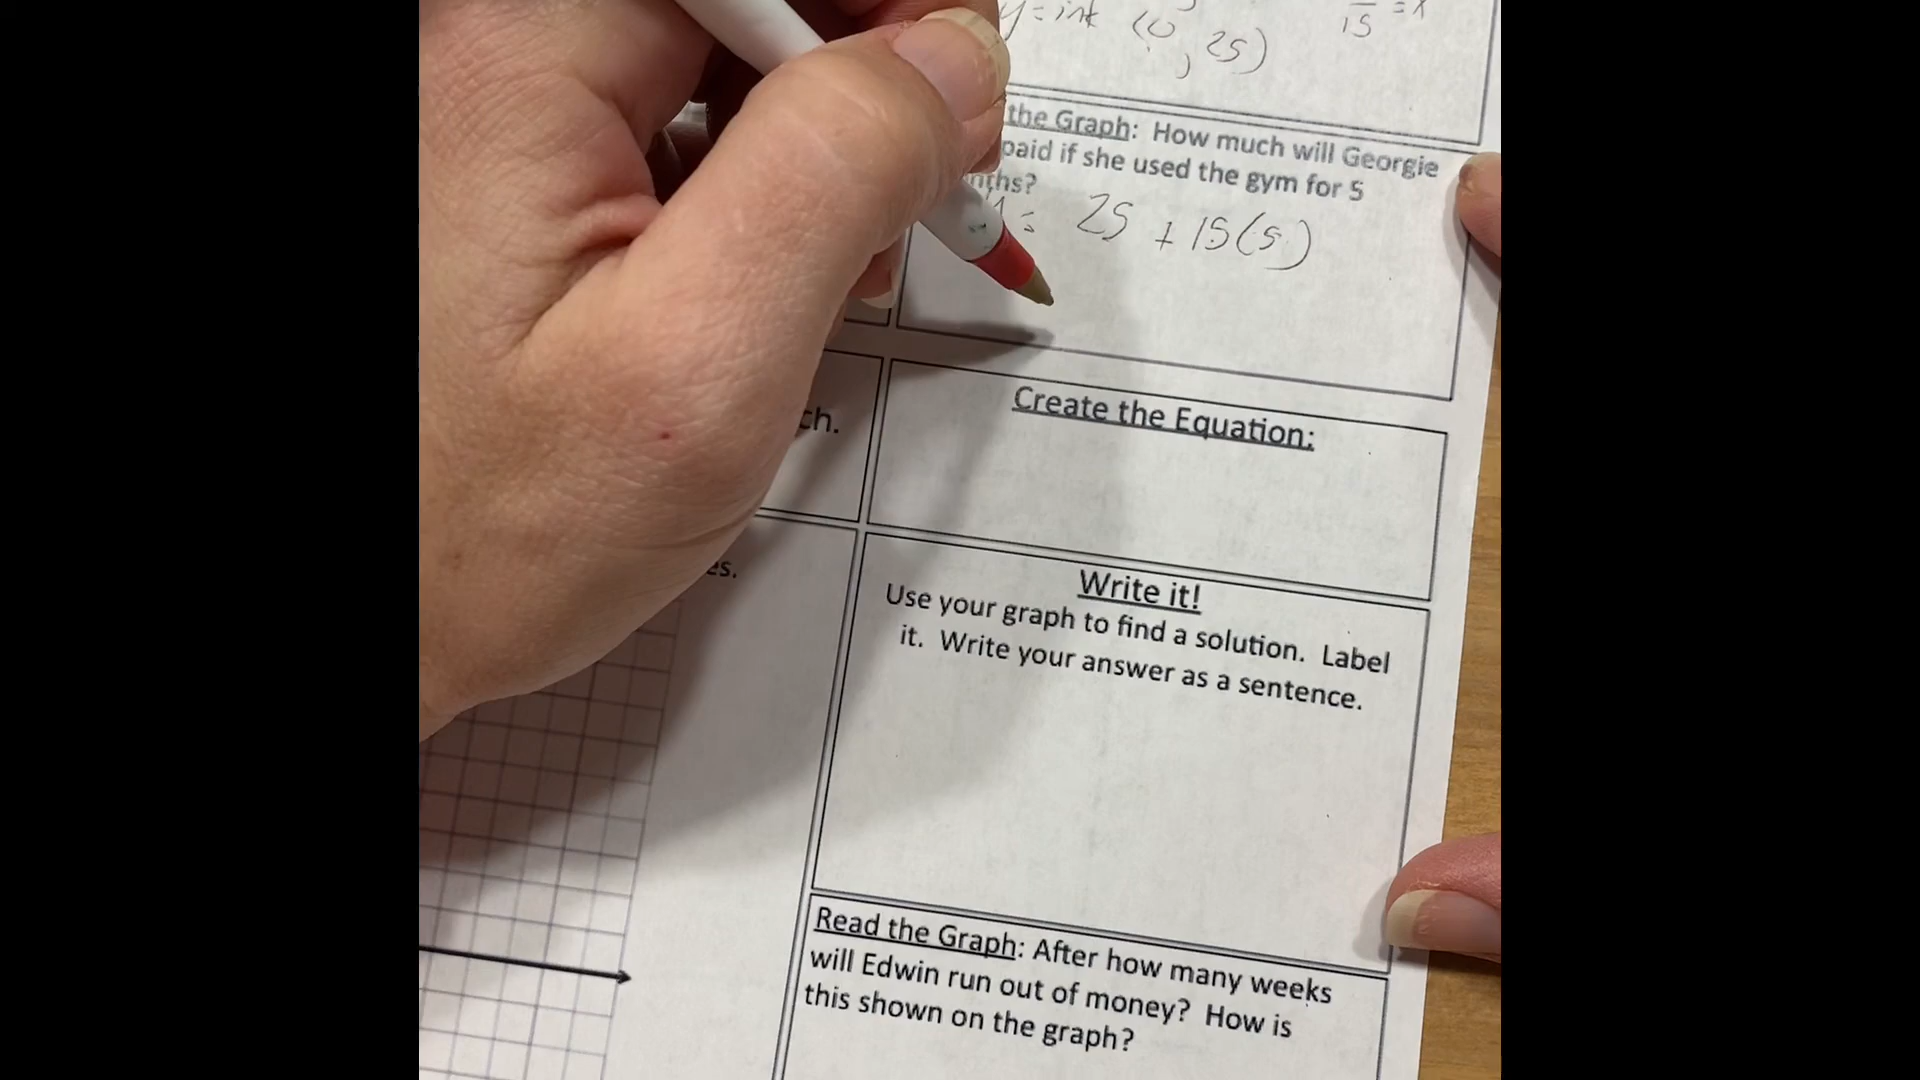 y = int (0, 25)
15 = x
the Graph: How much will Georgie
paid if she used the gym for 5
nths?
= 25 + 15(5)
ch.
Create the Equation:
es.
Write it!
Use your graph to find a solution. Label
it. Write your answer as a sentence.
Read the Graph: After how many weeks
will Edwin run out of money? How is
this shown on the graph?